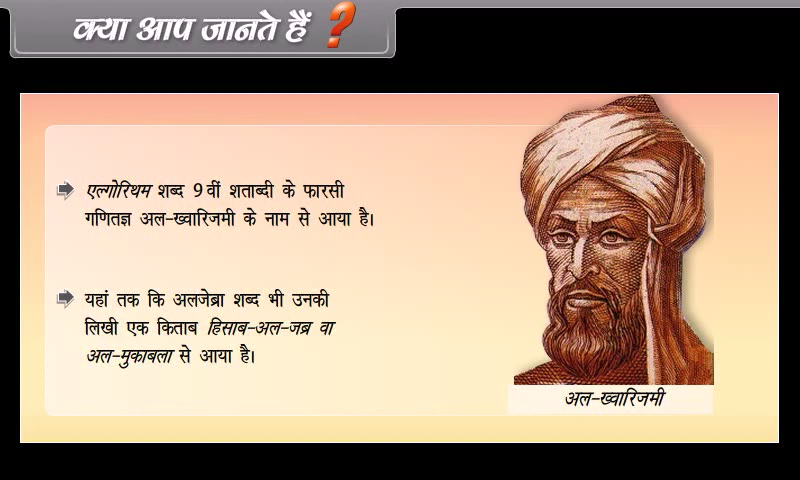 क्या आप जानते हैं ?
एल्गोरिथम शब्द 9वीं शताब्दी के फारसी
गणितज्ञ अल-ख्वारिजमी के नाम से आया है।
यहां तक कि अलजेब्रा शब्द भी उनकी
लिखी एक किताब हिसाब-अल-जब्र वा
अल-मुकाबला से आया है।
अल-ख्वारिजमी